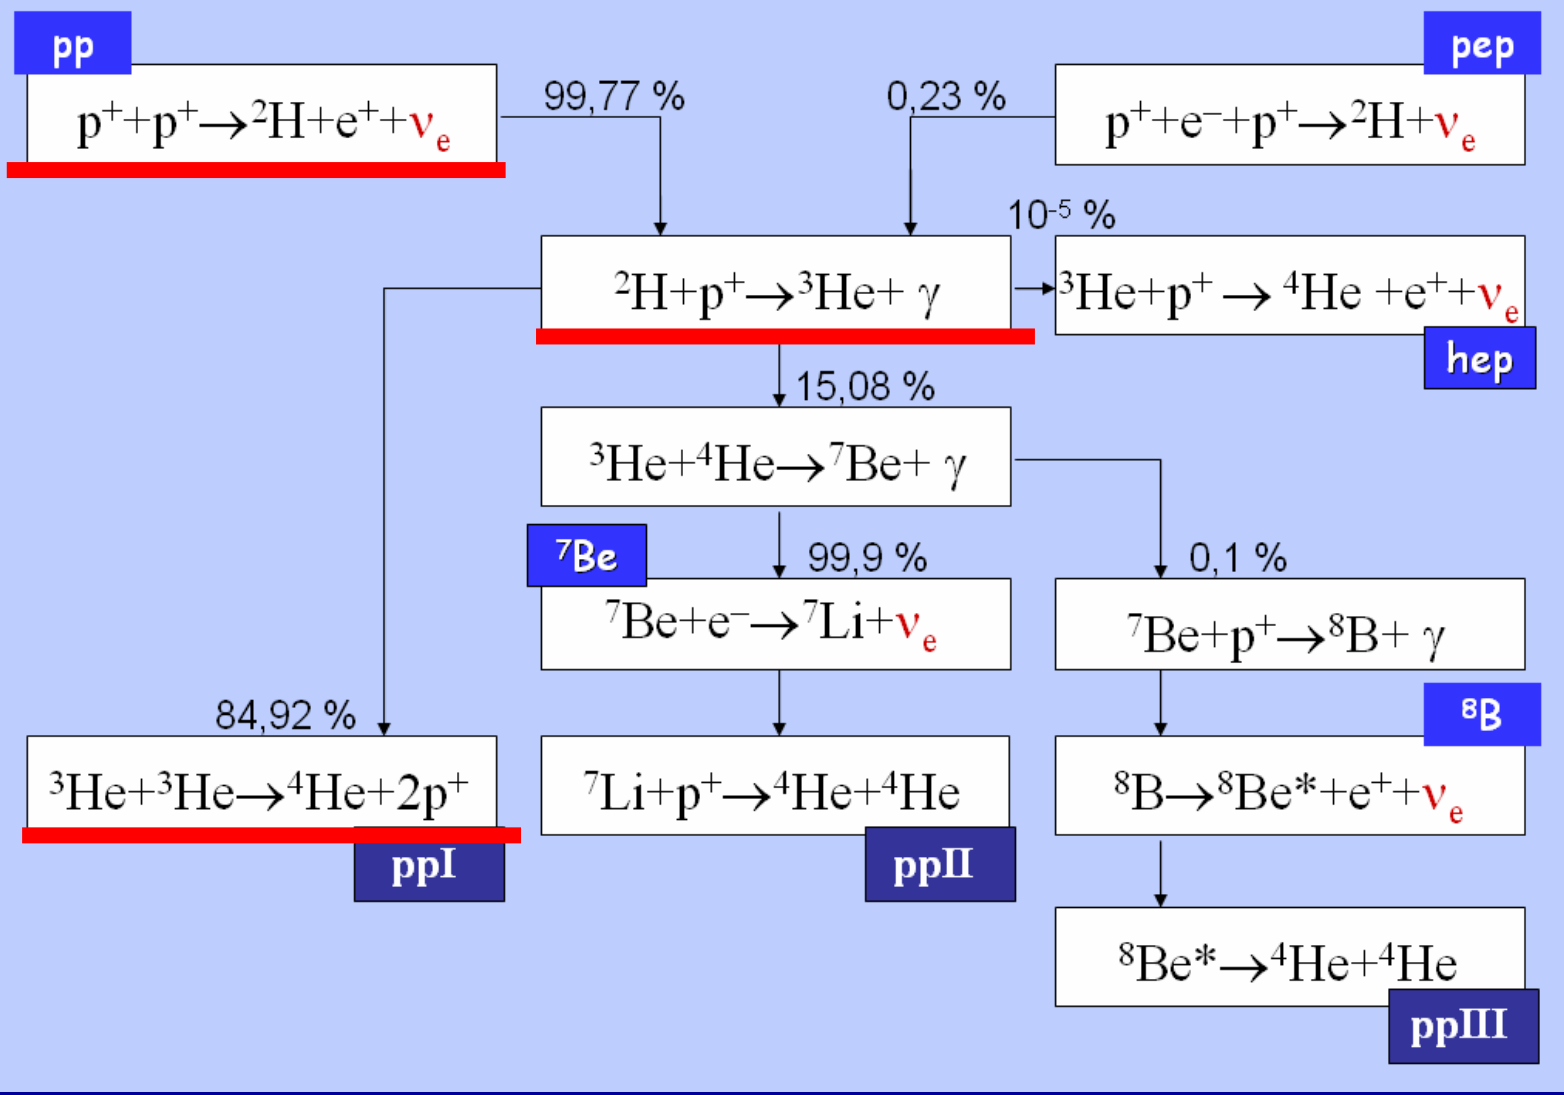 pp
pep
99,77 %
0,23 %
p⁺+p⁺→²H+e⁺+νₑ
p⁺+e⁻+p⁺→²H+νₑ
10⁻⁵ %
²H+p⁺→³He+ γ
³He+p⁺ → ⁴He +e⁺+νₑ
hep
15,08 %
³He+⁴He→⁷Be+ γ
⁷Be
99,9 %
0,1 %
⁷Be+e⁻→⁷Li+νₑ
⁷Be+p⁺→⁸B+ γ
⁸B
84,92 %
³He+³He→⁴He+2p⁺
⁷Li+p⁺→⁴He+⁴He
⁸B→⁸Be*+e⁺+νₑ
ppI
ppII
⁸Be*→⁴He+⁴He
ppIII